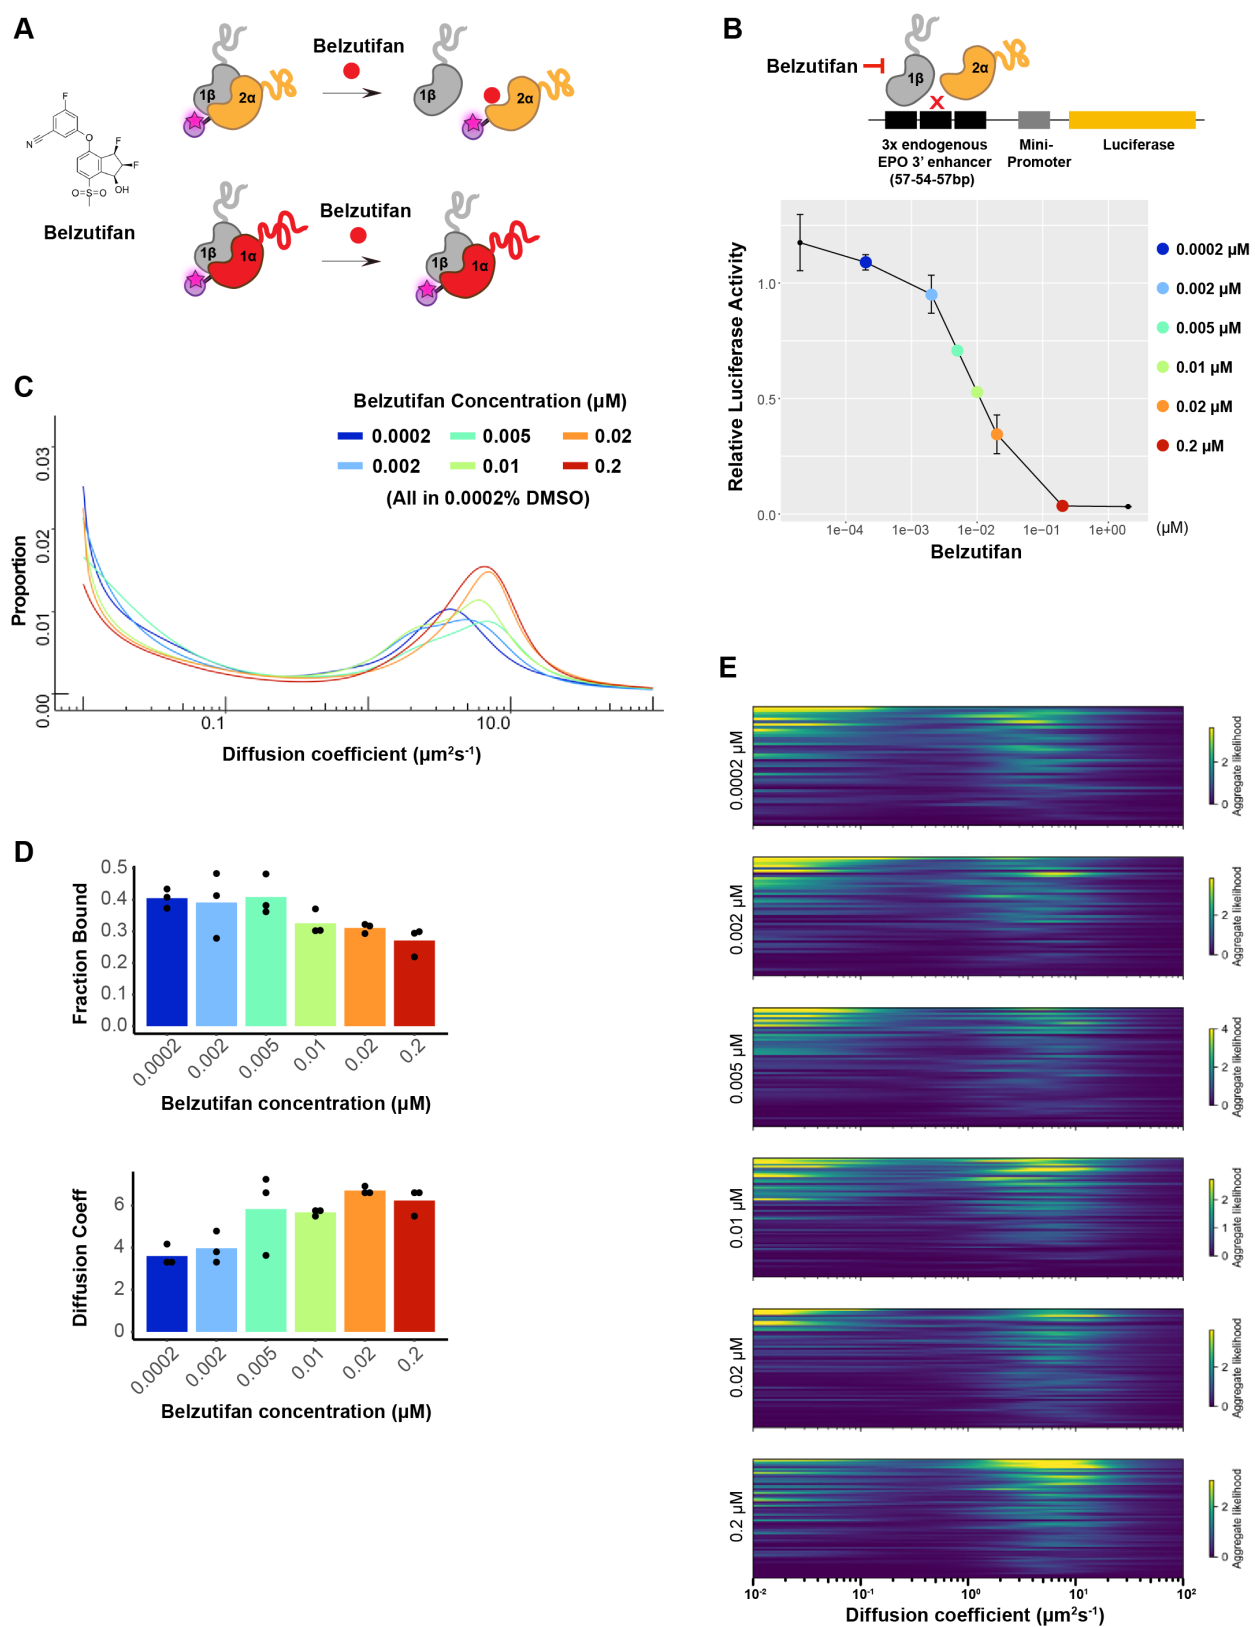 A
Belzutifan
1β
2α
1β
2α
F
N
O
F
F
O=S=O
OH
Belzutifan
Belzutifan
1β
1α
1β
1α
B
Belzutifan
1β
2α
X
3x endogenous
EPO 3' enhancer
(57-54-57bp)
Mini-
Promoter
Luciferase
Relative Luciferase Activity
1.0
0.5
0.0
1e−04
1e−03
1e−02
1e−01
1e+00
(µM)
Belzutifan
0.0002 µM
0.002 µM
0.005 µM
0.01 µM
0.02 µM
0.2 µM
C
Belzutifan Concentration (µM)
0.0002
0.005
0.02
0.002
0.01
0.2
(All in 0.0002% DMSO)
Proportion
0.03
0.02
0.01
0.00
0.1
10.0
Diffusion coefficient (µm²s⁻¹)
D
Fraction Bound
0.5
0.4
0.3
0.2
0.1
0.0
0.0002
0.002
0.005
0.01
0.02
0.2
Belzutifan concentration (µM)
Diffusion Coeff
6
4
2
0
0.0002
0.002
0.005
0.01
0.02
0.2
Belzutifan concentration (µM)
E
0.0002 µM
2
0
Aggregate likelihood
0.002 µM
2
0
Aggregate likelihood
0.005 µM
4
2
0
Aggregate likelihood
0.01 µM
2
1
0
Aggregate likelihood
0.02 µM
2
0
Aggregate likelihood
0.2 µM
2
0
Aggregate likelihood
10⁻²
10⁻¹
10⁰
10¹
10²
Diffusion coefficient (µm²s⁻¹)